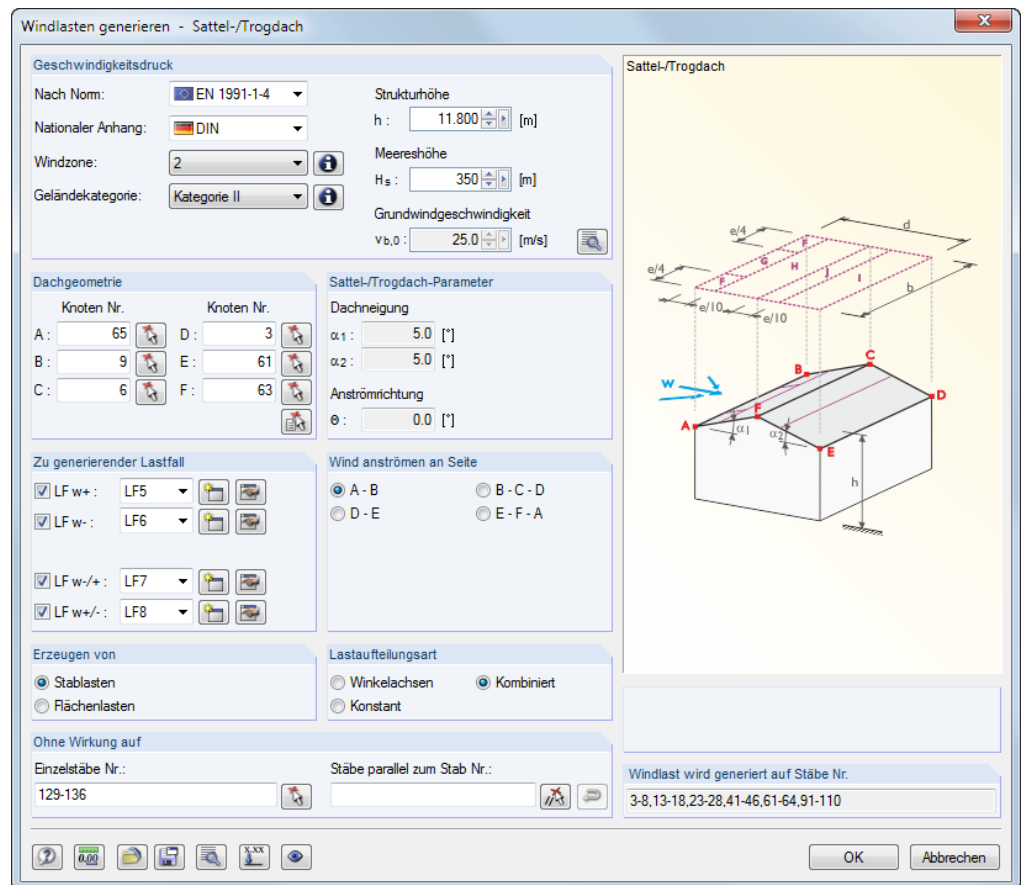 Windlasten generieren - Sattel-/Trogdach
Geschwindigkeitsdruck
Nach Norm: EN 1991-1-4
Nationaler Anhang: DIN
Windzone: 2
Geländekategorie: Kategorie II
Strukturhöhe
h : 11.800 [m]
Meereshöhe
Hs : 350 [m]
Grundwindgeschwindigkeit
vb,0 : 25.0 [m/s]
Dachgeometrie
Knoten Nr. Knoten Nr.
A : 65 D : 3
B : 9 E : 61
C : 6 F : 63
Sattel-/Trogdach-Parameter
Dachneigung
α1 : 5.0 [°]
α2 : 5.0 [°]
Anströmrichtung
Θ : 0.0 [°]
Zu generierender Lastfall
LF w+ : LF5
LF w- : LF6
LF w-/+ : LF7
LF w+/- : LF8
Wind anströmen an Seite
A - B B - C - D
D - E E - F - A
Erzeugen von
Stablasten
Flächenlasten
Lastaufteilungsart
Winkelachsen Kombiniert
Konstant
Ohne Wirkung auf
Einzelstäbe Nr.:
129-136
Stäbe parallel zum Stab Nr.:
0.00
x.xx
Sattel-/Trogdach
e/4 d
F
G
H
J
I
F
e/4
b
e/10
e/10
C
B
W
D
F
A
α1
α2
E
h
Windlast wird generiert auf Stäbe Nr.
3-8,13-18,23-28,41-46,61-64,91-110
OK Abbrechen